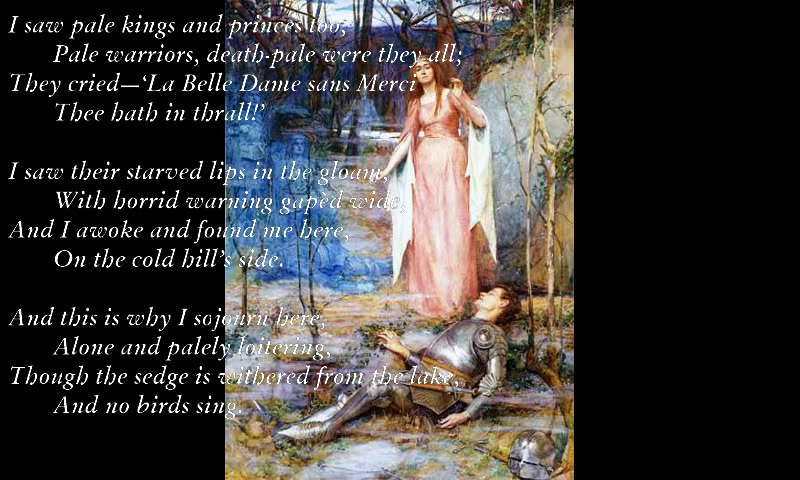 I saw pale kings and princes too,
Pale warriors, death-pale were they all;
They cried—‘La Belle Dame sans Merci
Thee hath in thrall!’
I saw their starved lips in the gloam,
With horrid warning gapèd wide,
And I awoke and found me here,
On the cold hill’s side.
And this is why I sojourn here,
Alone and palely loitering,
Though the sedge is withered from the lake,
And no birds sing.